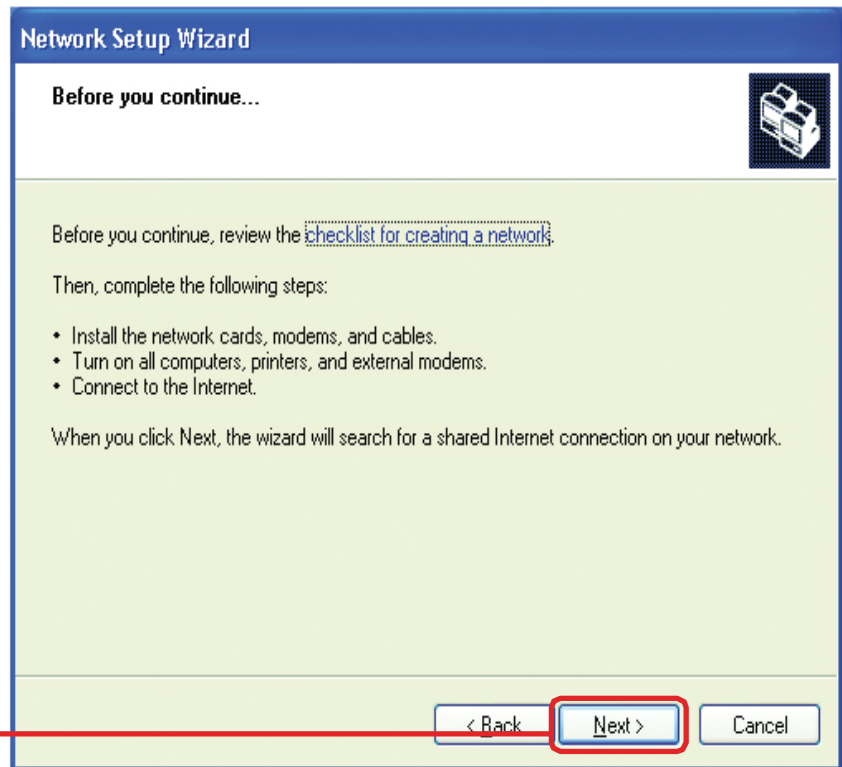 Network Setup Wizard
Before you continue...
Before you continue, review the checklist for creating a network.
Then, complete the following steps:
• Install the network cards, modems, and cables.
• Turn on all computers, printers, and external modems.
• Connect to the Internet.
When you click Next, the wizard will search for a shared Internet connection on your network.
< Back
Next >
Cancel